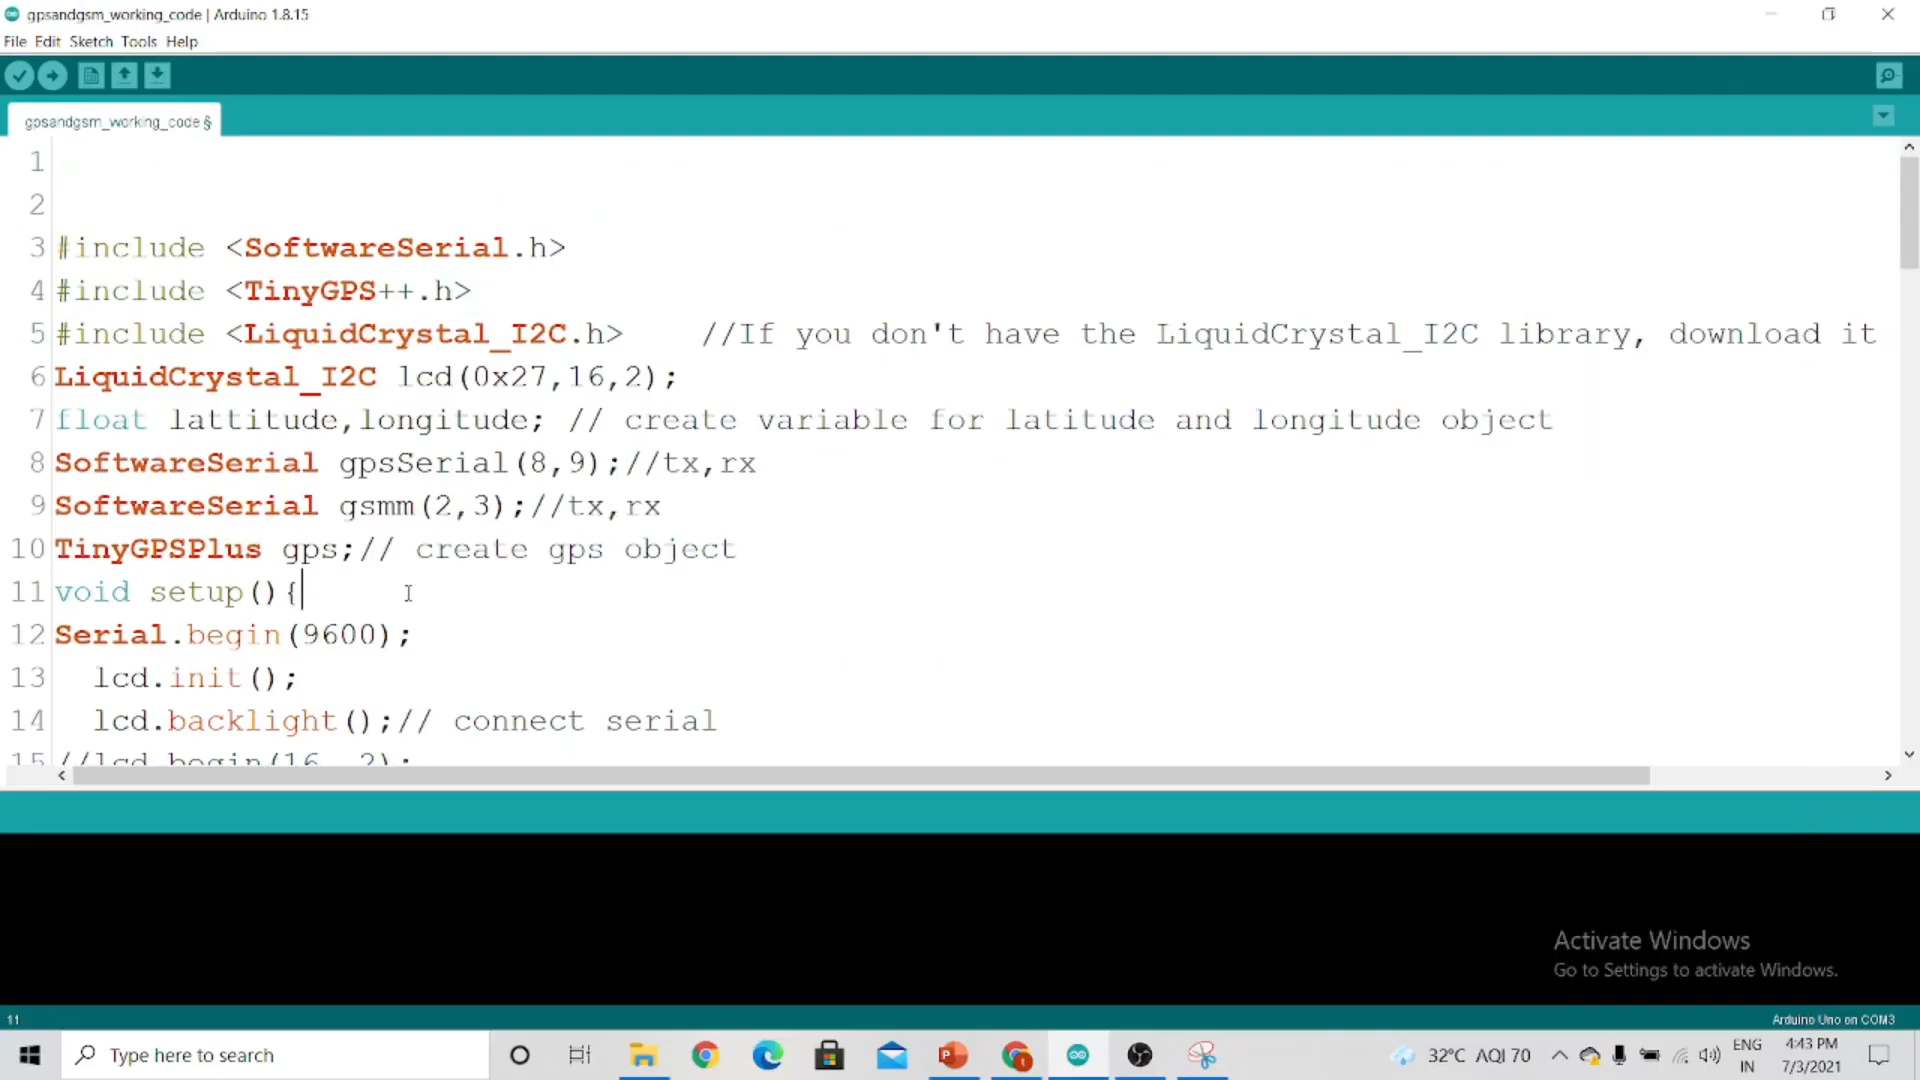 gpsandgsm_working_code | Arduino 1.8.15
File Edit Sketch Tools Help
gpsandgsm_working_code §
1
2
3 #include <SoftwareSerial.h>
4 #include <TinyGPS++.h>
5 #include <LiquidCrystal_I2C.h>    //If you don't have the LiquidCrystal_I2C library, download it
6 LiquidCrystal_I2C lcd(0x27,16,2);
7 float lattitude,longitude; // create variable for latitude and longitude object
8 SoftwareSerial gpsSerial(8,9);//tx,rx
9 SoftwareSerial gsmm(2,3);//tx,rx
10 TinyGPSPlus gps;// create gps object
11 void setup(){
12 Serial.begin(9600);
13   lcd.init();
14   lcd.backlight();// connect serial
15 //lcd.begin(16, 2);
Activate Windows
Go to Settings to activate Windows.
11
Arduino Uno on COM3
Type here to search
32°C AQI 70
ENG
IN
4:43 PM
7/3/2021